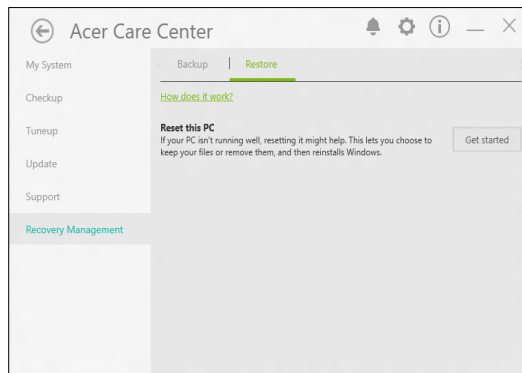 Acer Care Center
My System
Backup
Restore
Checkup
How does it work?
Tuneup
Reset this PC
If your PC isn't running well, resetting it might help. This lets you choose to
keep your files or remove them, and then reinstalls Windows.
Get started
Update
Support
Recovery Management